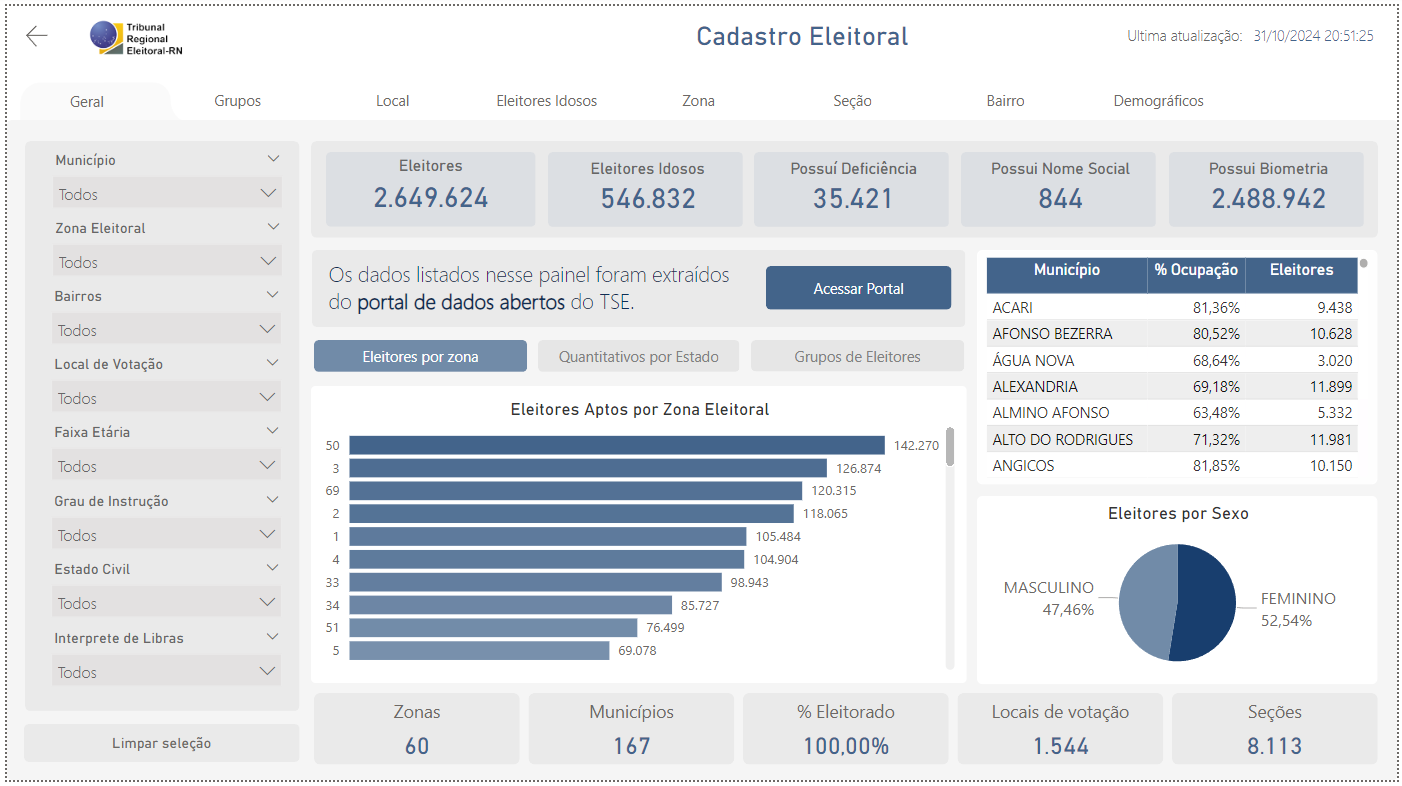 Tribunal
Regional
Eleitoral-RN
Cadastro Eleitoral
Ultima atualização: 31/10/2024 20:51:25
Geral
Grupos
Local
Eleitores Idosos
Zona
Seção
Bairro
Demográficos
Município
Todos
Zona Eleitoral
Todos
Bairros
Todos
Local de Votação
Todos
Faixa Etária
Todos
Grau de Instrução
Todos
Estado Civil
Todos
Interprete de Libras
Todos
Limpar seleção
Eleitores
2.649.624
Eleitores Idosos
546.832
Possuí Deficiência
35.421
Possui Nome Social
844
Possui Biometria
2.488.942
Os dados listados nesse painel foram extraídos
do portal de dados abertos do TSE.
Acessar Portal
Eleitores por zona
Quantitativos por Estado
Grupos de Eleitores
Eleitores Aptos por Zona Eleitoral
50 142.270
3 126.874
69 120.315
2 118.065
1 105.484
4 104.904
33 98.943
34 85.727
51 76.499
5 69.078
Município % Ocupação Eleitores
ACARI 81,36% 9.438
AFONSO BEZERRA 80,52% 10.628
ÁGUA NOVA 68,64% 3.020
ALEXANDRIA 69,18% 11.899
ALMINO AFONSO 63,48% 5.332
ALTO DO RODRIGUES 71,32% 11.981
ANGICOS 81,85% 10.150
Eleitores por Sexo
MASCULINO
47,46%
FEMININO
52,54%
Zonas
60
Municípios
167
% Eleitorado
100,00%
Locais de votação
1.544
Seções
8.113